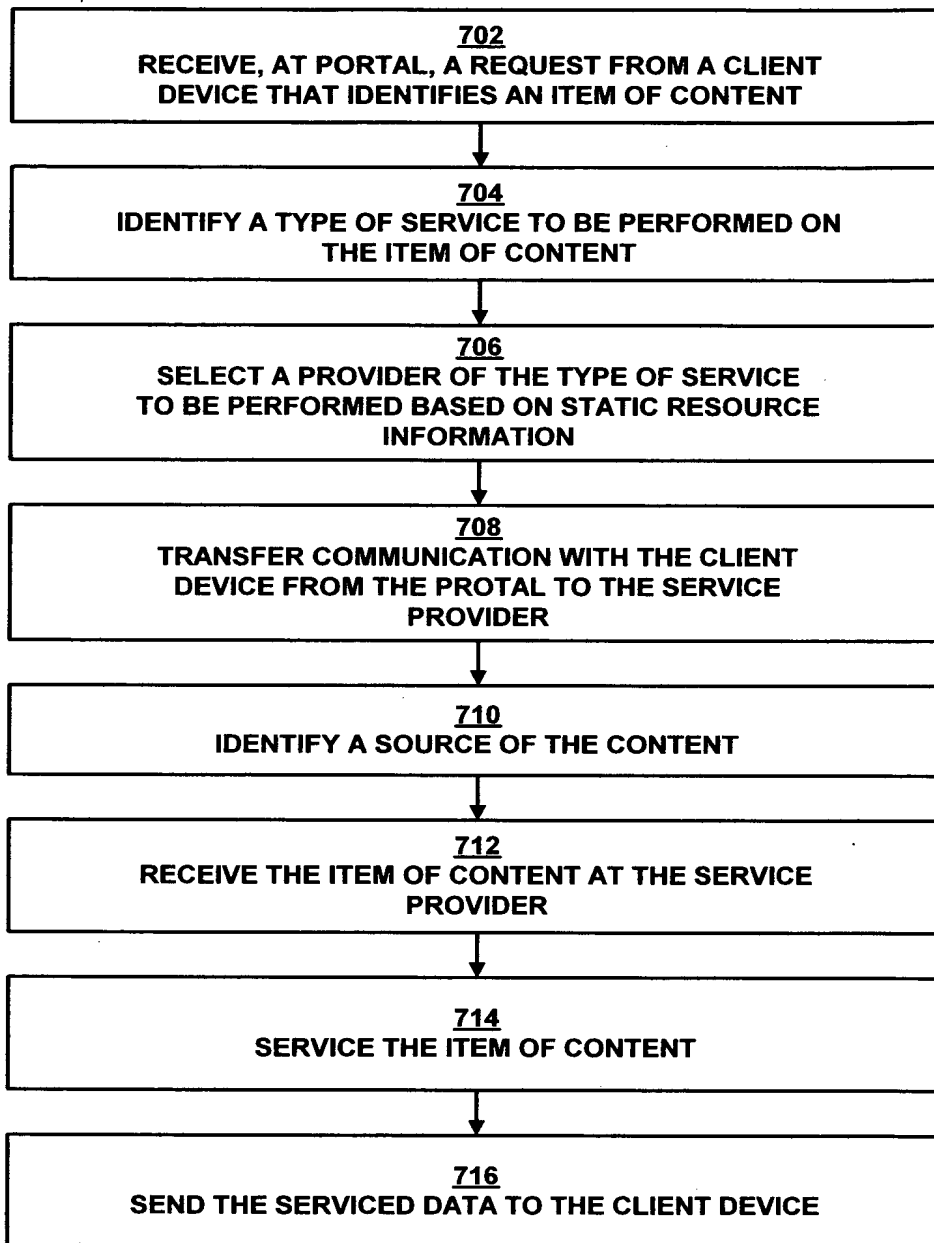 702
RECEIVE, AT PORTAL, A REQUEST FROM A CLIENT
DEVICE THAT IDENTIFIES AN ITEM OF CONTENT
704
IDENTIFY A TYPE OF SERVICE TO BE PERFORMED ON
THE ITEM OF CONTENT
706
SELECT A PROVIDER OF THE TYPE OF SERVICE
TO BE PERFORMED BASED ON STATIC RESOURCE
INFORMATION
708
TRANSFER COMMUNICATION WITH THE CLIENT
DEVICE FROM THE PROTAL TO THE SERVICE
PROVIDER
710
IDENTIFY A SOURCE OF THE CONTENT
712
RECEIVE THE ITEM OF CONTENT AT THE SERVICE
PROVIDER
714
SERVICE THE ITEM OF CONTENT
716
SEND THE SERVICED DATA TO THE CLIENT DEVICE